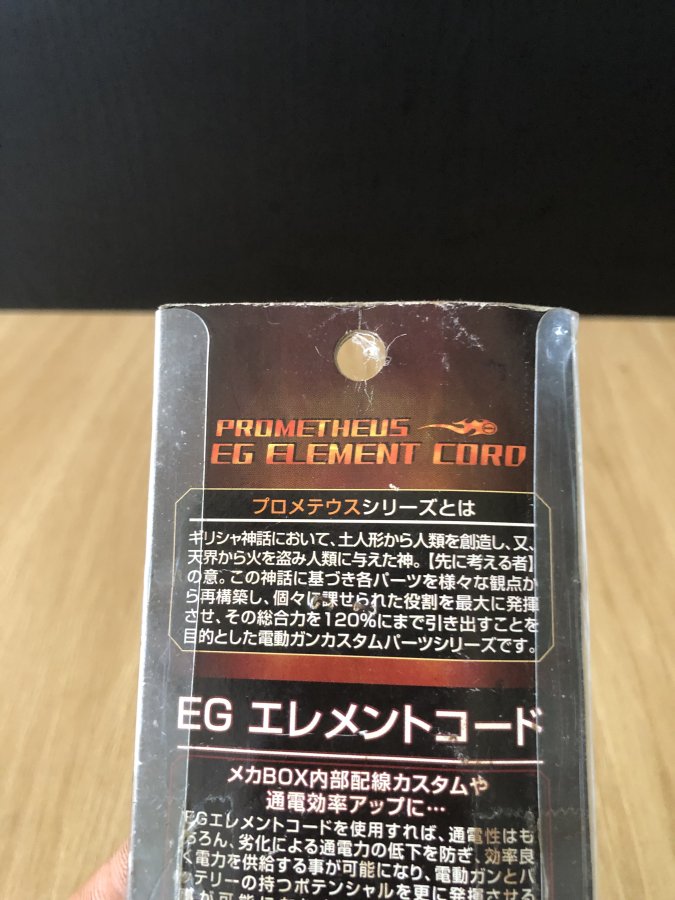 PROMETHEUS
EG ELEMENT CORD
プロメテウスシリーズとは
ギリシャ神話において、土人形から人類を創造し、又、
天界から火を盗み人類に与えた神。【先に考える者】
の意。この神話に基づき各パーツを様々な観点か
ら再構築し、個々に課せられた役割を最大に発揮
させ、その総合力を120%にまで引き出すことを
目的とした電動ガンカスタムパーツシリーズです。
EG エレメントコード
メカBOX内部配線カスタムや
通電効率アップに…
EGエレメントコードを使用すれば、通電性はも
ちろん、劣化による通電力の低下を防ぎ、効率良
く電力を供給する事が可能になり、電動ガンとバ
ッテリーの持つポテンシャルを更に発揮させる